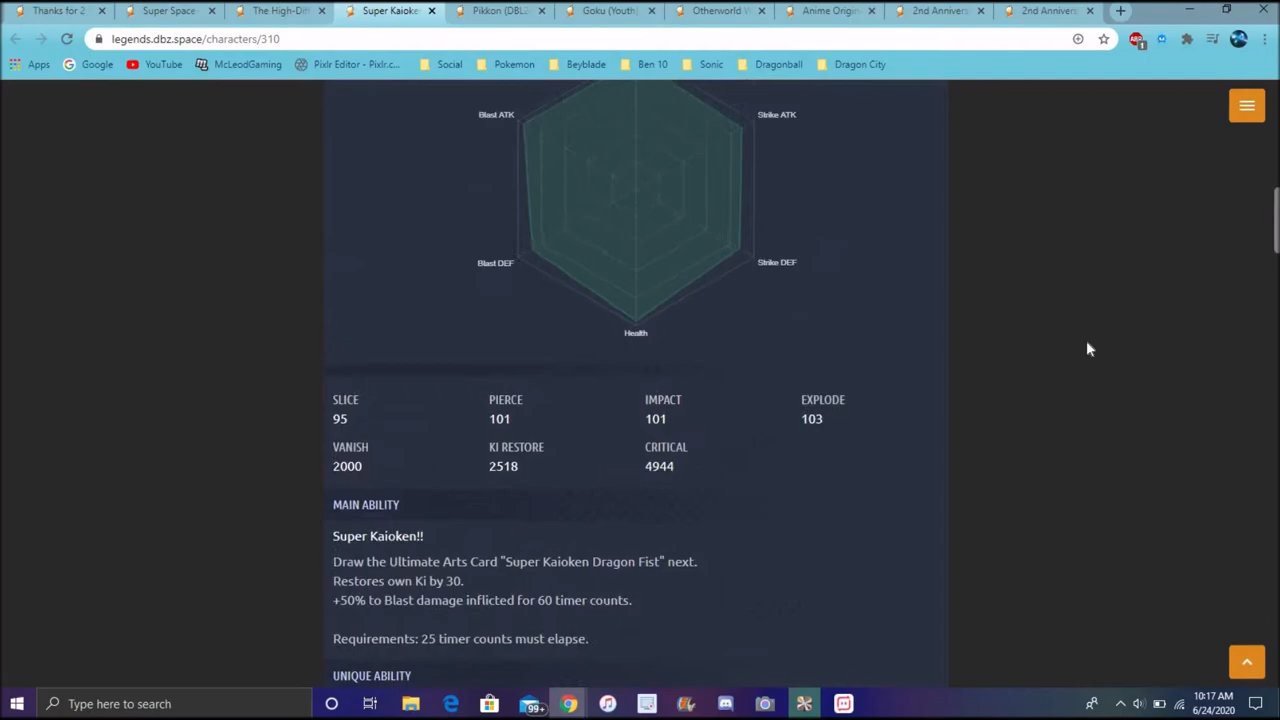 Thanks for 2
Super Space
The High-Dif
Super Kaioke
Pikkon (DBL2
Goku (Youth)
Otherworld
Anime Origin
2nd Annivers
2nd Annivers
legends.dbz.space/characters/310
Apps
Google
YouTube
McLeodGaming
Pixlr Editor - Pixlr.c...
Social
Pokemon
Beyblade
Ben 10
Sonic
Dragonball
Dragon City
Blast ATK
Strike ATK
Blast DEF
Strike DEF
Health
SLICE PIERCE IMPACT EXPLODE
95 101 101 103
VANISH KI RESTORE CRITICAL
2000 2518 4944
MAIN ABILITY
Super Kaioken!!
Draw the Ultimate Arts Card "Super Kaioken Dragon Fist" next.
Restores own Ki by 30.
+50% to Blast damage inflicted for 60 timer counts.
Requirements: 25 timer counts must elapse.
UNIQUE ABILITY
Type here to search
99+
10:17 AM
6/24/2020